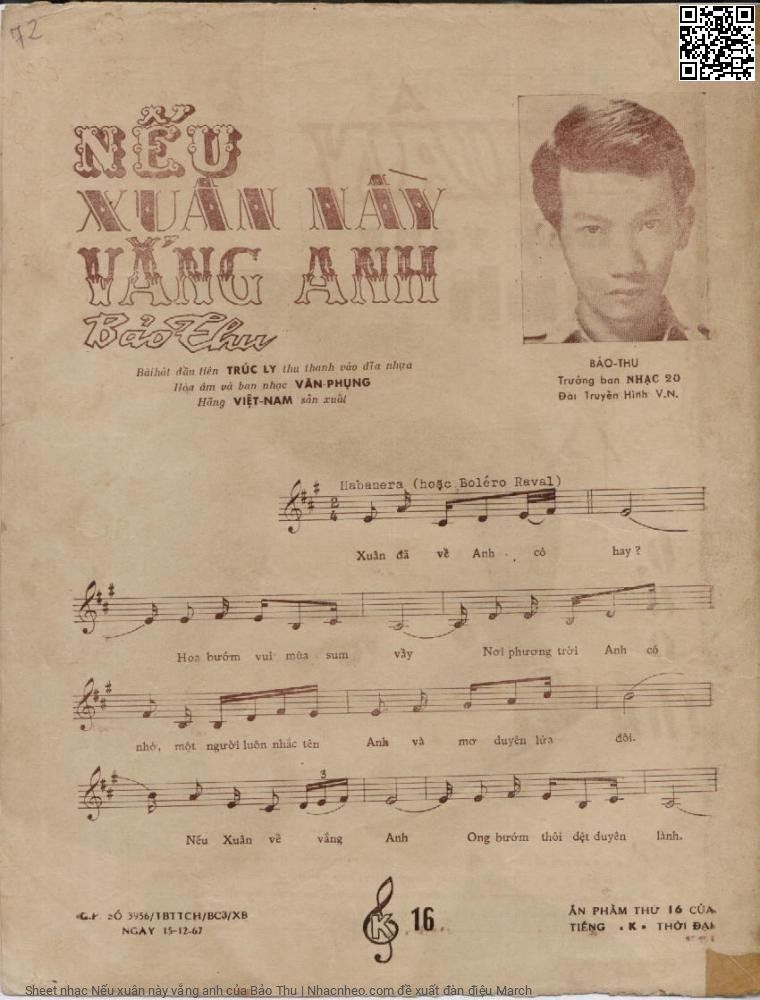 72
NẾU
XUÂN NÀY
VẮNG ANH
Bảo Thu
Bài hát đầu tiên TRÚC LY thu thanh vào dĩa nhựa
Hòa âm và ban nhạc VĂN-PHỤNG
Hãng VIỆT-NAM sản xuất
BẢO-THU
Trưởng ban NHẠC 20
Đài Truyền Hình V.N.
Habanera (hoặc Boléro Raval)
2
4
Xuân đã về Anh có hay ?
Hoa bướm vui mùa sum vầy Nơi phương trời Anh có
nhớ, một người luôn nhắc tên Anh và mơ duyên lứa đôi.
3
Nếu Xuân về vắng Anh Ong bướm thôi dệt duyên lành.
G.P. SỐ 3956/TBTTCH/BC3/XB
NGÀY 15-12-67
K
16
ẤN PHẨM THỨ 16 CỦA
TIẾNG • K • THỜI ĐẠI
Sheet nhạc Nếu xuân này vắng anh của Bảo Thu | Nhacnheo.com đề xuất đàn điệu March